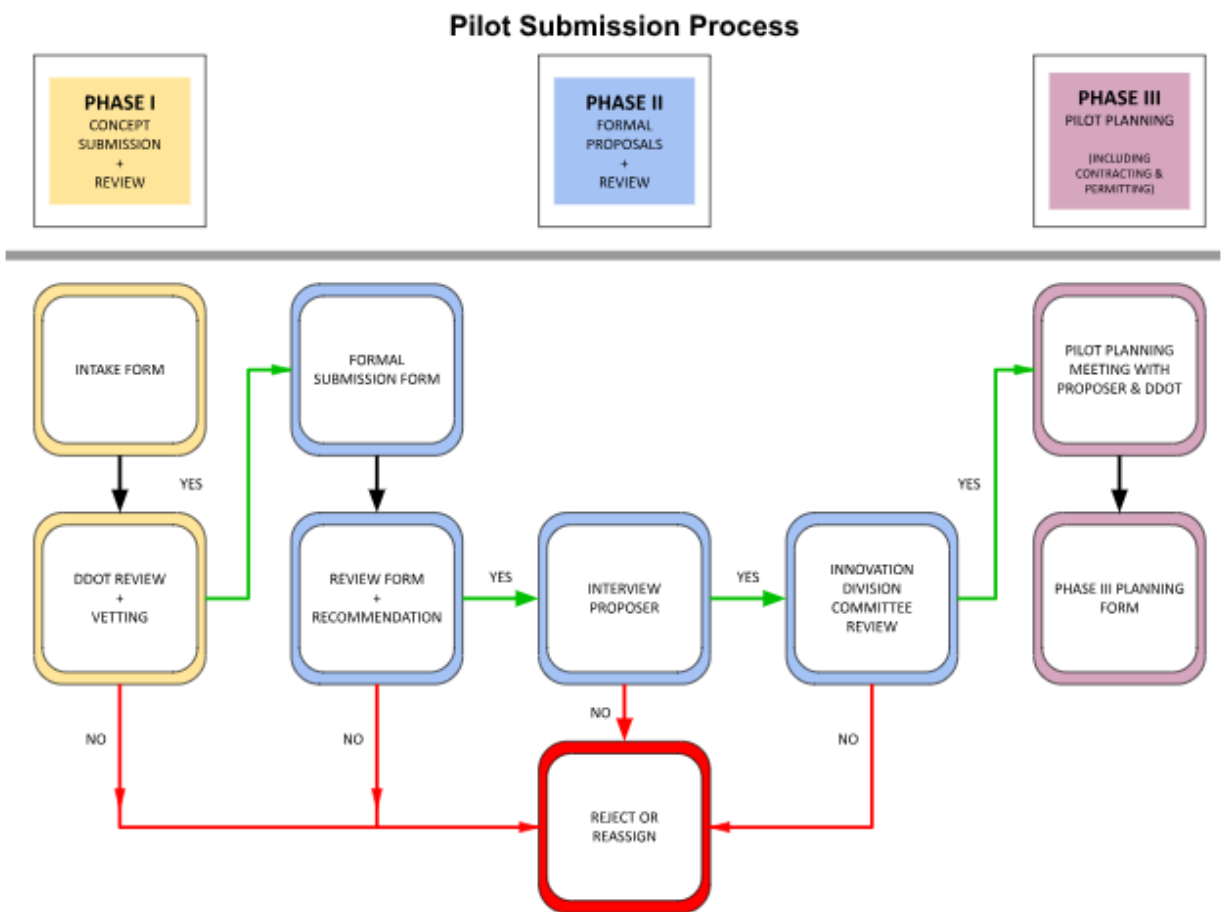 Pilot Submission Process
PHASE I
CONCEPT
SUBMISSION
+
REVIEW
PHASE II
FORMAL
PROPOSALS
+
REVIEW
PHASE III
PILOT PLANNING
(INCLUDING
CONTRACTING &
PERMITTING)
INTAKE FORM
FORMAL
SUBMISSION FORM
PILOT PLANNING
MEETING WITH
PROPOSER & DDOT
YES
YES
DDOT REVIEW
+
VETTING
REVIEW FORM
+
RECOMMENDATION
YES
INTERVIEW
PROPOSER
YES
INNOVATION
DIVISION
COMMITTEE
REVIEW
PHASE III PLANNING
FORM
NO
NO
NO
NO
REJECT OR
REASSIGN